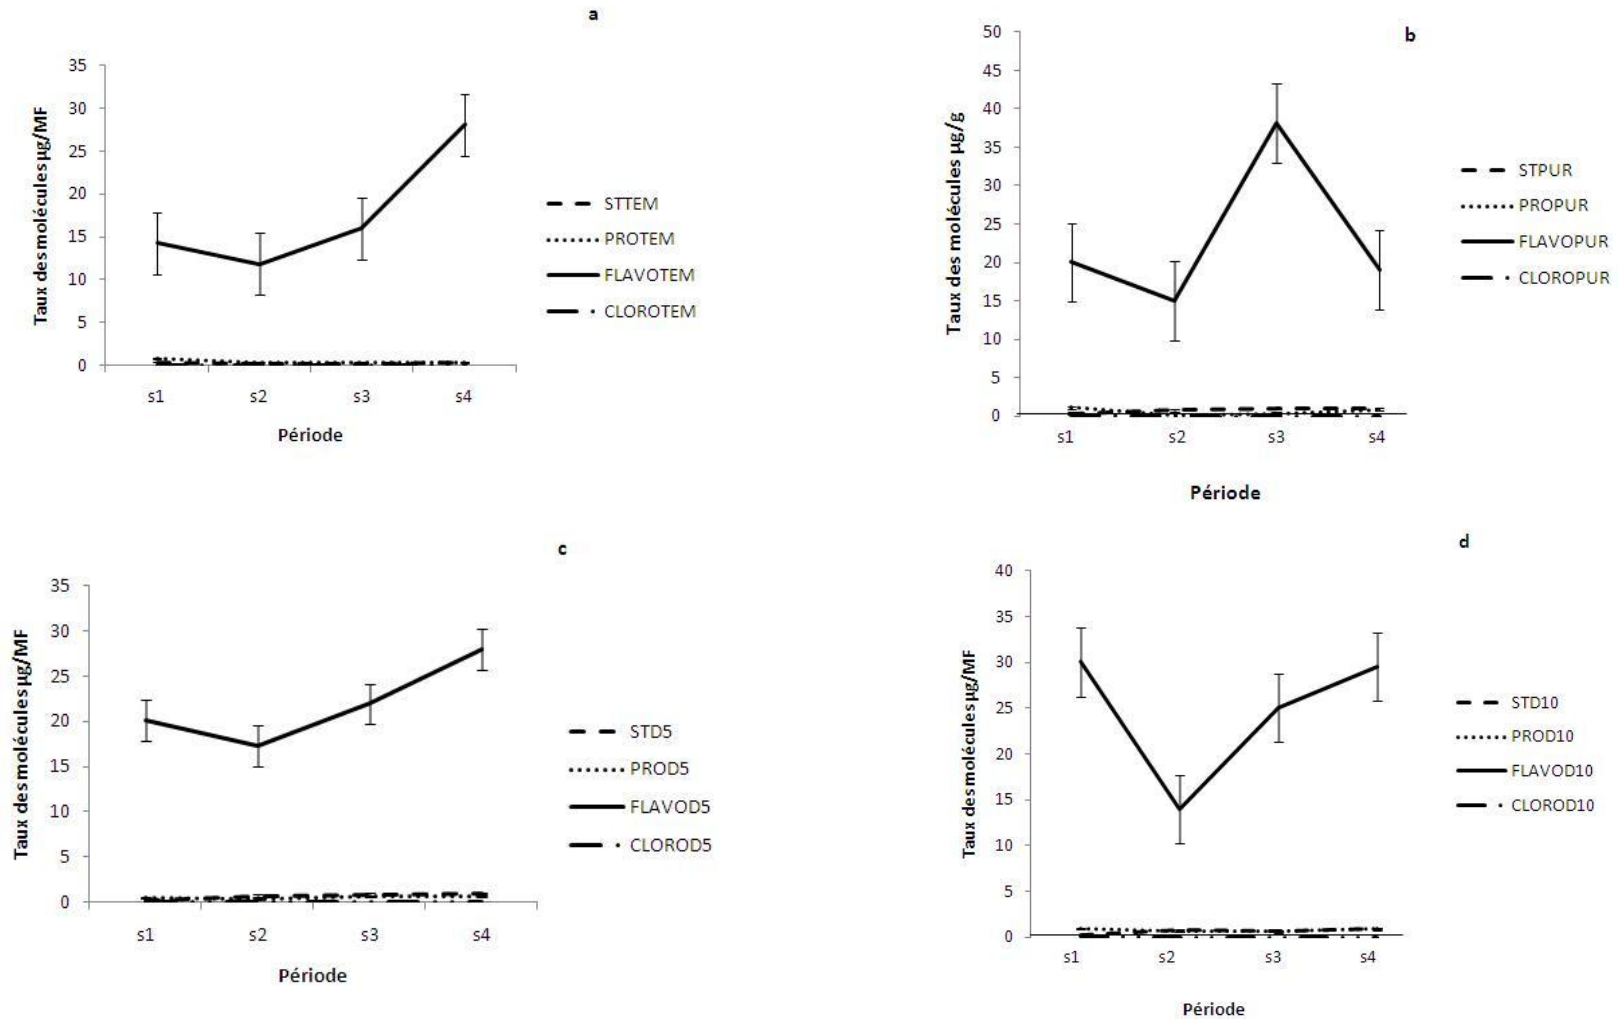 a
Taux des molécules µg/MF
35
30
25
20
15
10
5
0
s1 s2 s3 s4
Période
STTEM
PROTEM
FLAVOTEM
CLOROTEM
b
Taux des molécules µg/g
50
45
40
35
30
25
20
15
10
5
0
s1 s2 s3 s4
Période
STPUR
PROPUR
FLAVOPUR
CLOROPUR
c
Taux des molécules µg/MF
35
30
25
20
15
10
5
0
s1 s2 s3 s4
Période
STD5
PROD5
FLAVOD5
CLOROD5
d
Taux des molécules µg/MF
40
35
30
25
20
15
10
5
0
s1 s2 s3 s4
Période
STD10
PROD10
FLAVOD10
CLOROD10